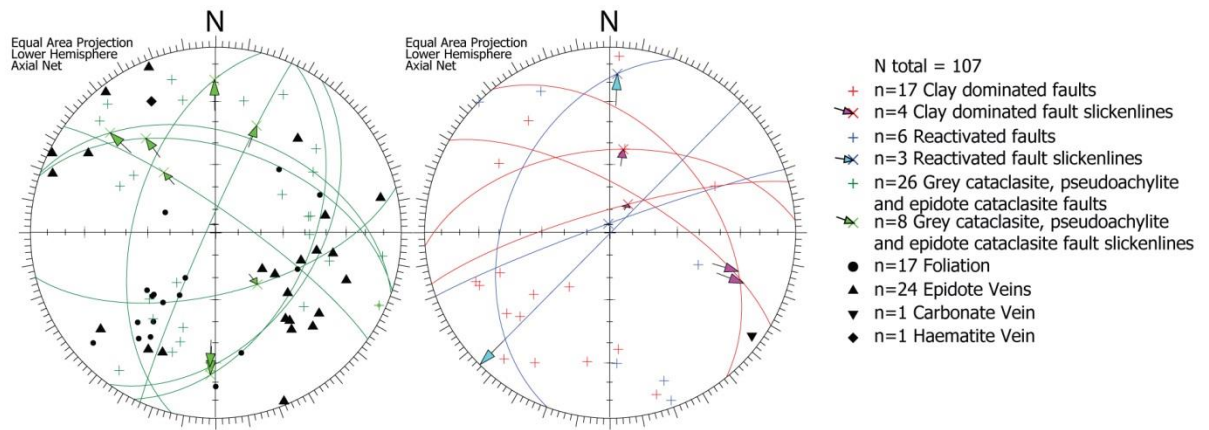 N
Equal Area Projection
Lower Hemisphere
Axial Net
N
Equal Area Projection
Lower Hemisphere
Axial Net
N total = 107
n=17 Clay dominated faults
n=4 Clay dominated fault slickenlines
n=6 Reactivated faults
n=3 Reactivated fault slickenlines
n=26 Grey cataclasite, pseudoachylite
and epidote cataclasite faults
n=8 Grey cataclasite, pseudoachylite
and epidote cataclasite fault slickenlines
n=17 Foliation
n=24 Epidote Veins
n=1 Carbonate Vein
n=1 Haematite Vein